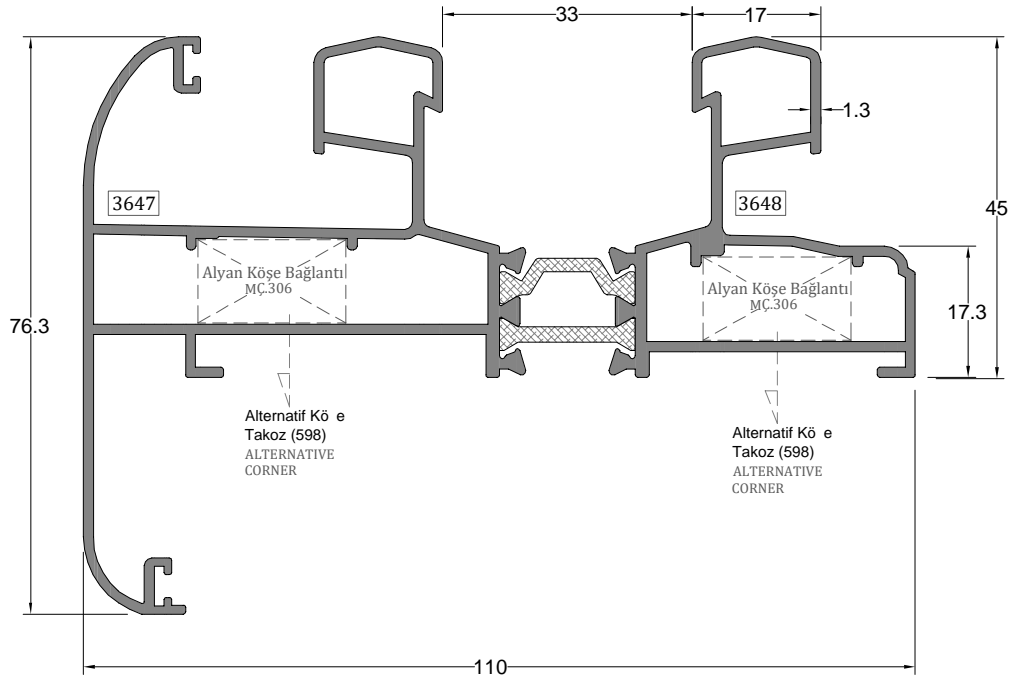 33
17
1.3
3647
3648
45
Alyan Köşe Bağlantı
MÇ.306
Alyan Köşe Bağlantı
MÇ.306
76.3
17.3
Alternatif Kö e
Takoz (598)
ALTERNATIVE
CORNER
Alternatif Kö e
Takoz (598)
ALTERNATIVE
CORNER
110